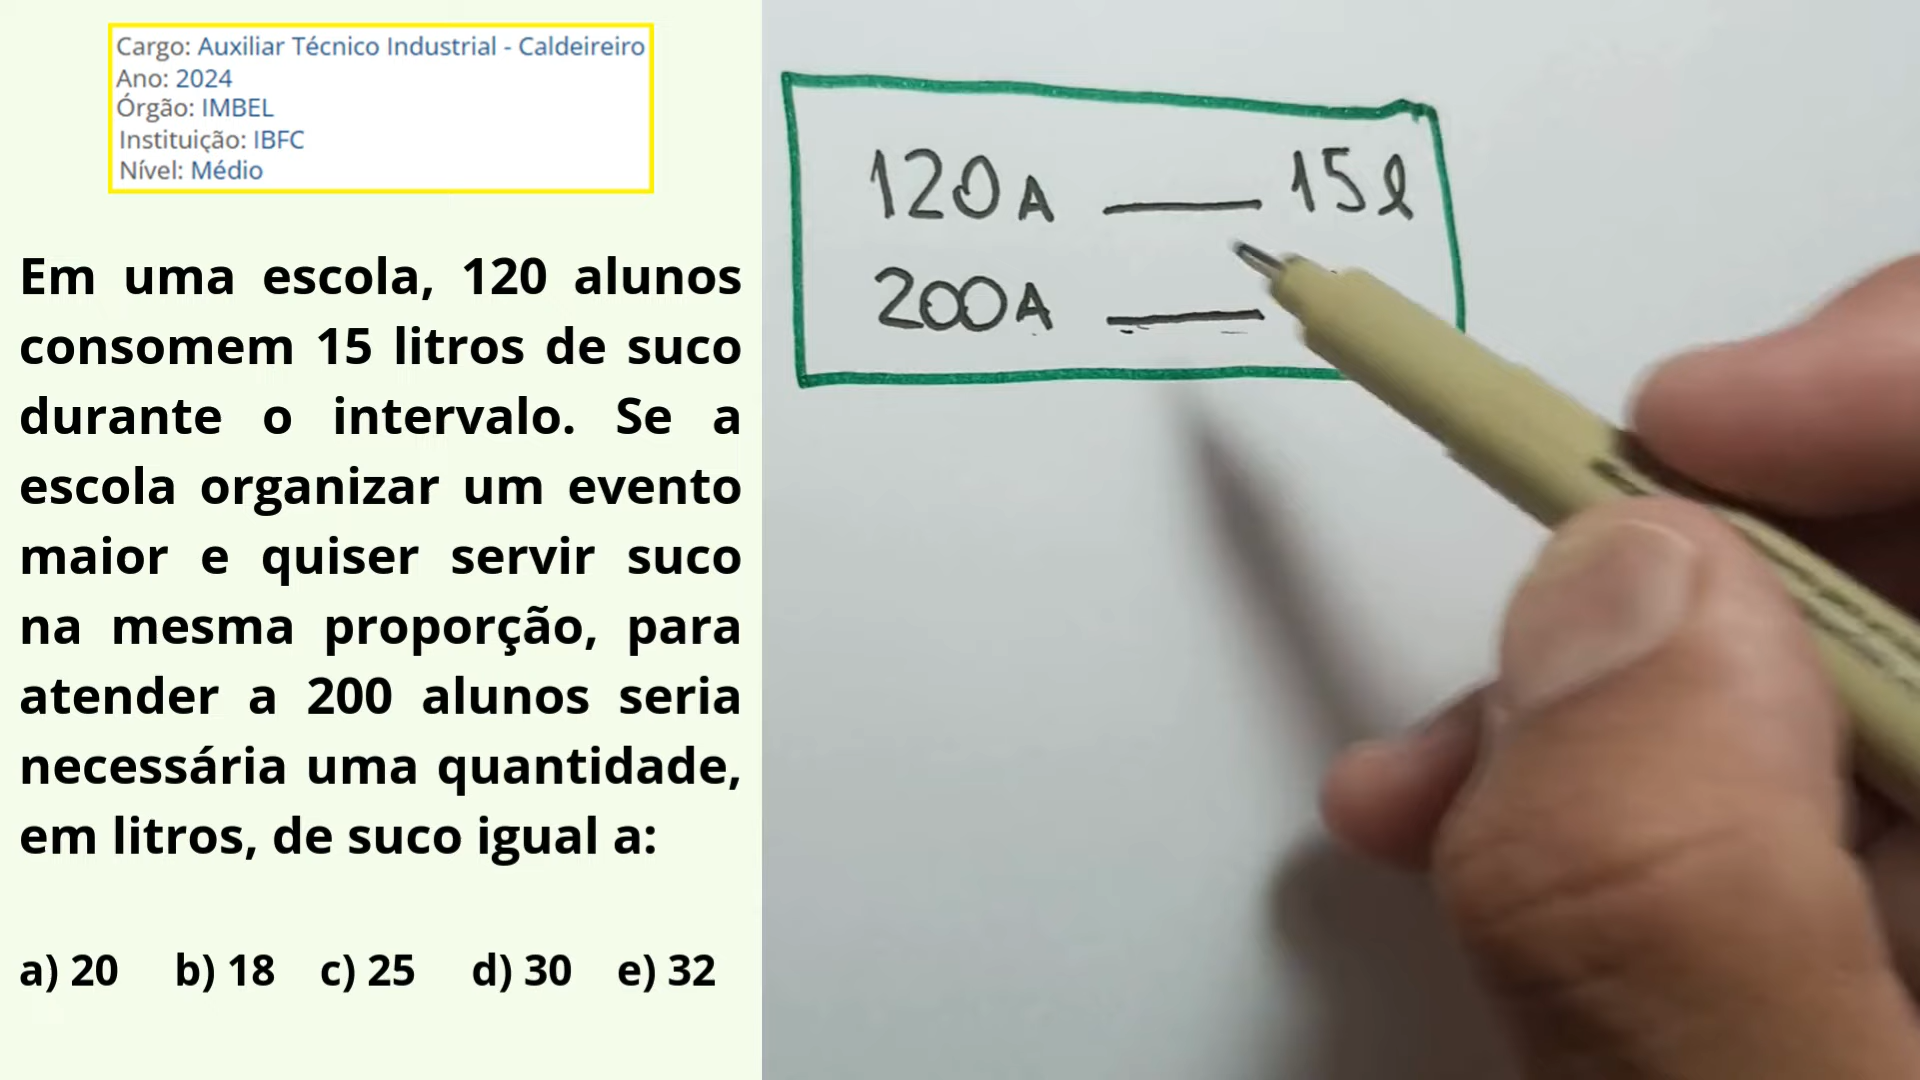 Cargo: Auxiliar Técnico Industrial - Caldeireiro
Ano: 2024
Órgão: IMBEL
Instituição: IBFC
Nível: Médio
Em uma escola, 120 alunos
consomem 15 litros de suco
durante o intervalo. Se a
escola organizar um evento
maior e quiser servir suco
na mesma proporção, para
atender a 200 alunos seria
necessária uma quantidade,
em litros, de suco igual a:
a) 20 b) 18 c) 25 d) 30 e) 32
120A — 15l
200A —